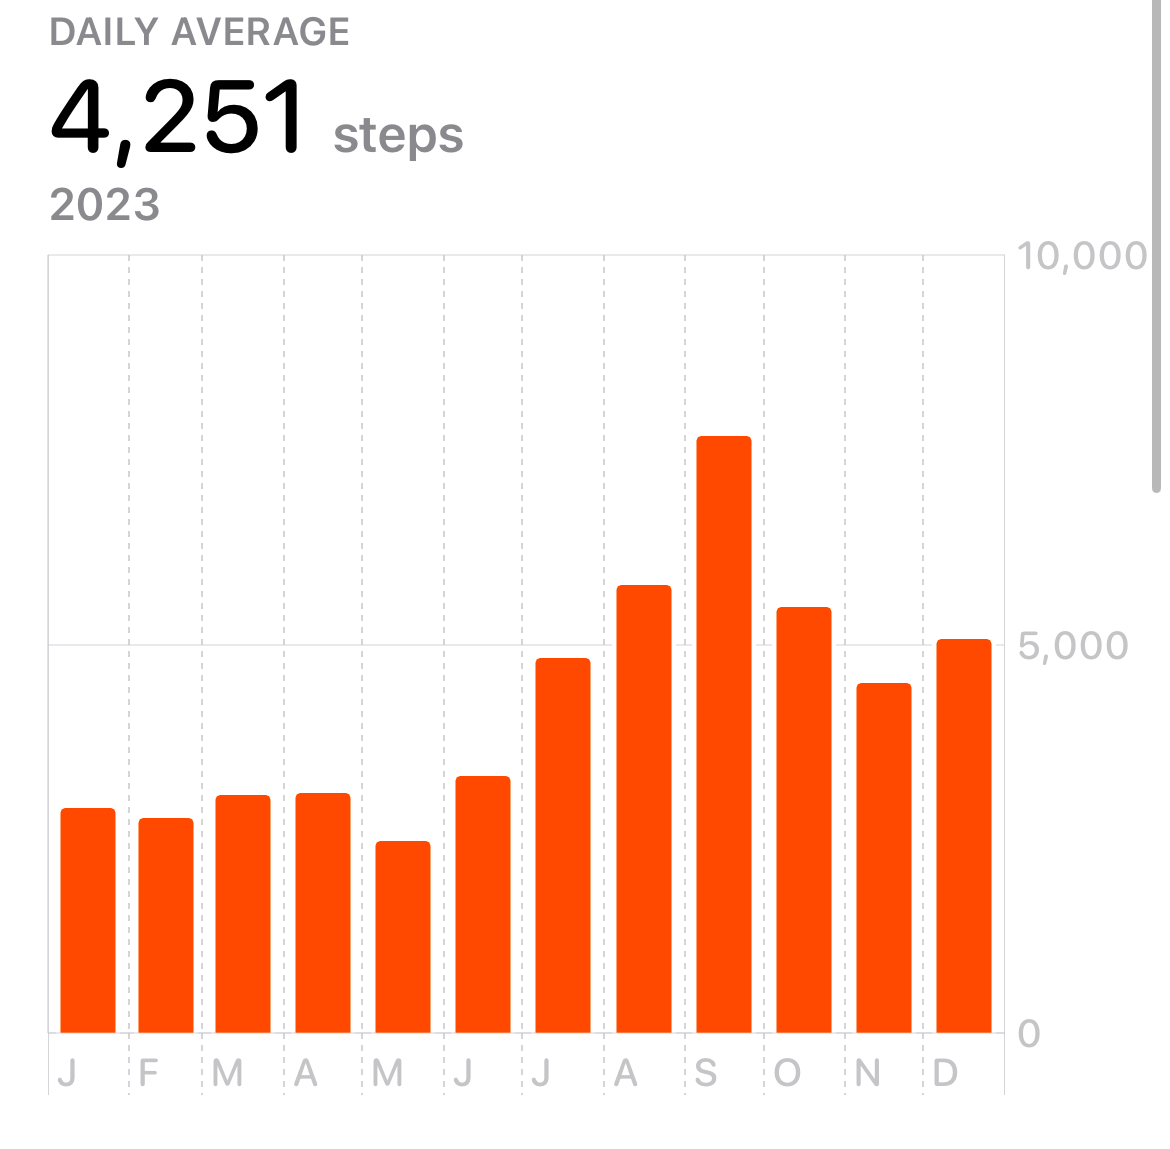 DAILY AVERAGE
4,251 steps
2023
10,000
5,000
0
J F M A M J J A S O N D